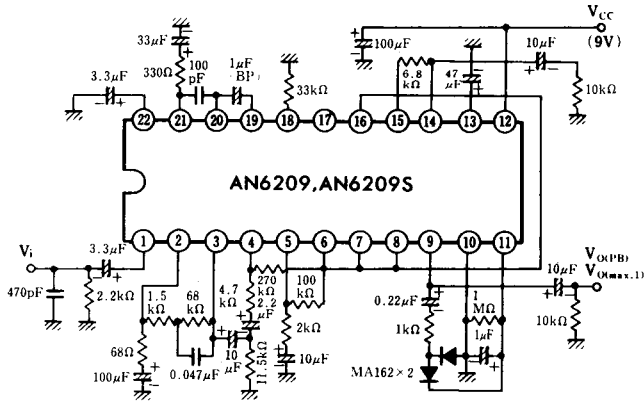 33μF
330Ω
100
pF
1μF
(BP)
33kΩ
3.3μF
100μF
6.8
kΩ
47
μF
10μF
VCC
(9V)
10kΩ
22 21 20 19 18 17 16 15 14 13 12
AN6209,AN6209S
1 2 3 4 5 6 7 8 9 10 11
Vi
3.3μF
470pF
2.2kΩ
1.5
kΩ
68
kΩ
4.7
kΩ
270
kΩ
2.2
μF
100
kΩ
68Ω
100μF
0.047μF
10
μF
11.5kΩ
2kΩ
10μF
0.22μF
1kΩ
1
MΩ
1μF
MA162×2
10μF
VO(PB)
VO(max.1)
10kΩ